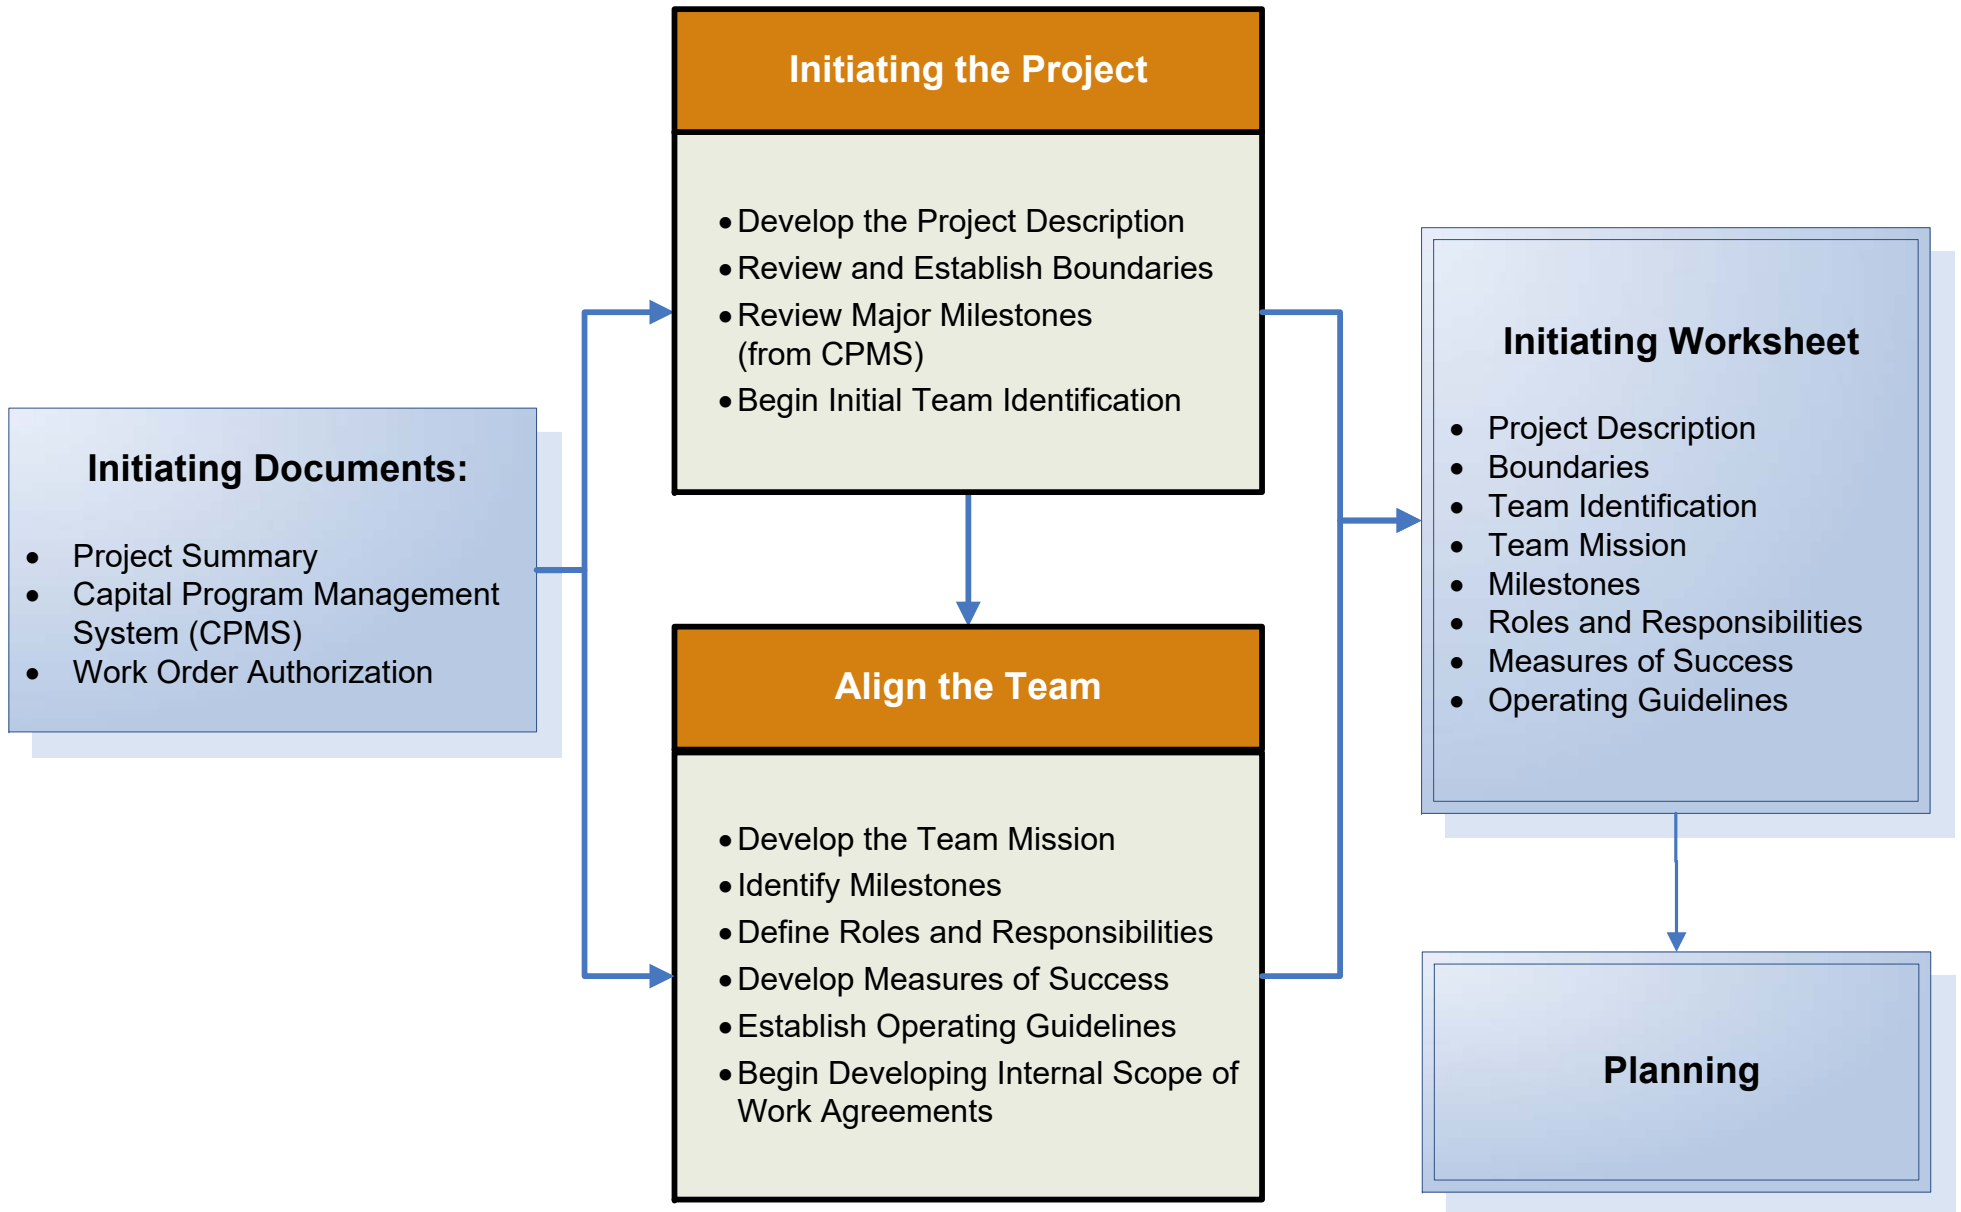 Initiating the Project
• Develop the Project Description
• Review and Establish Boundaries
• Review Major Milestones
(from CPMS)
• Begin Initial Team Identification
Initiating Documents:
• Project Summary
• Capital Program Management
System (CPMS)
• Work Order Authorization
Align the Team
• Develop the Team Mission
• Identify Milestones
• Define Roles and Responsibilities
• Develop Measures of Success
• Establish Operating Guidelines
• Begin Developing Internal Scope of
Work Agreements
Initiating Worksheet
• Project Description
• Boundaries
• Team Identification
• Team Mission
• Milestones
• Roles and Responsibilities
• Measures of Success
• Operating Guidelines
Planning